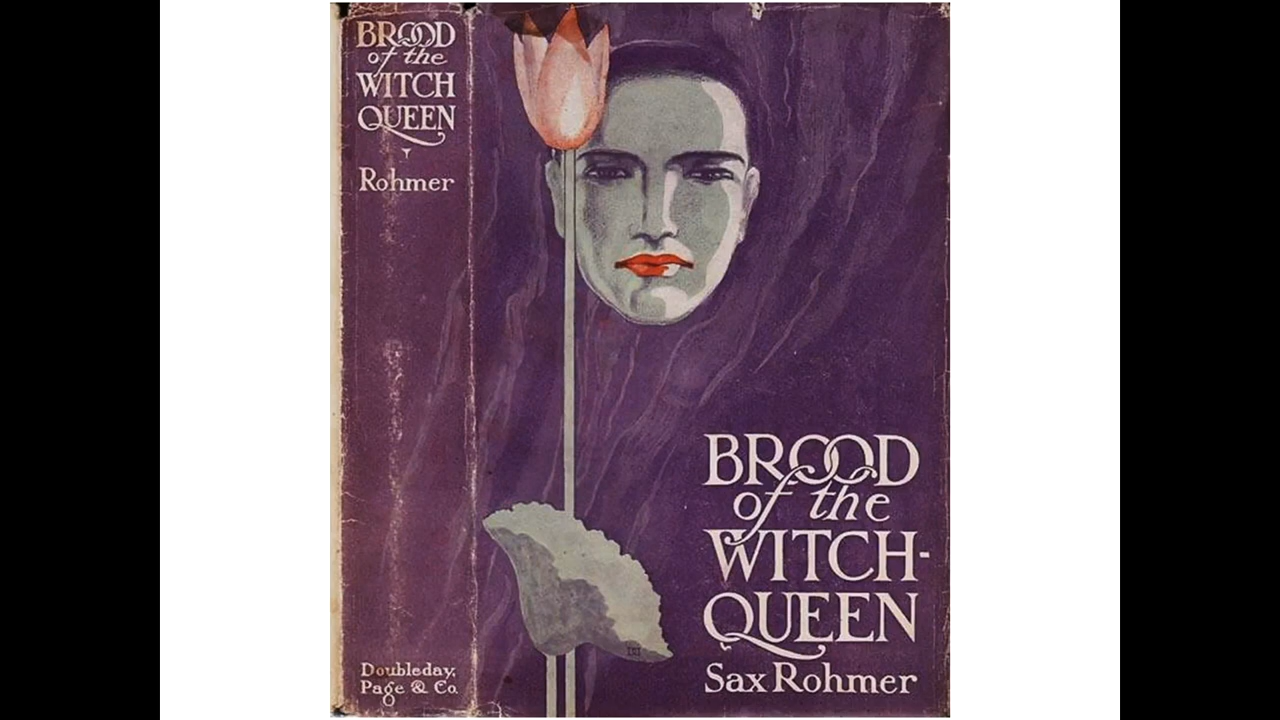 BROOD
of the
WITCH
QUEEN
Rohmer
Doubleday,
Page & Co.
BROOD
of the
WITCH-
QUEEN
Sax Rohmer